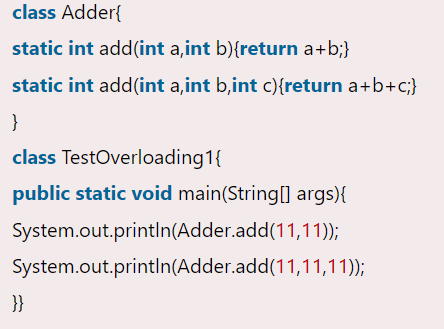 class Adder{
static int add(int a,int b){return a+b;}
static int add(int a,int b,int c){return a+b+c;}
}
class TestOverloading1{
public static void main(String[] args){
System.out.println(Adder.add(11,11));
System.out.println(Adder.add(11,11,11));
}}